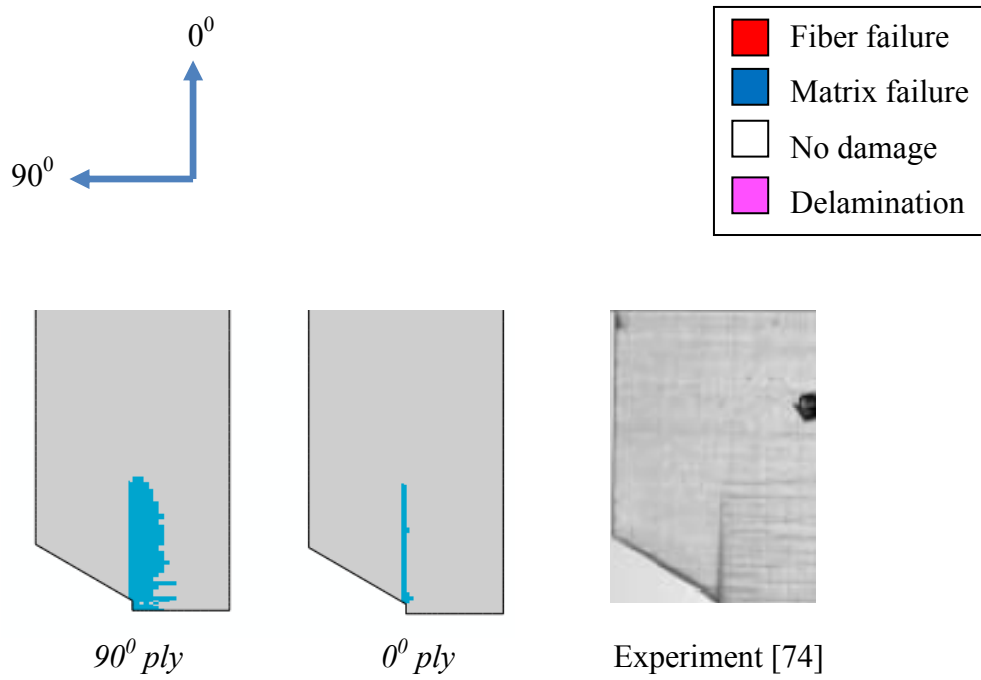 0⁰
90⁰
Fiber failure
Matrix failure
No damage
Delamination
90⁰ ply
0⁰ ply
Experiment [74]